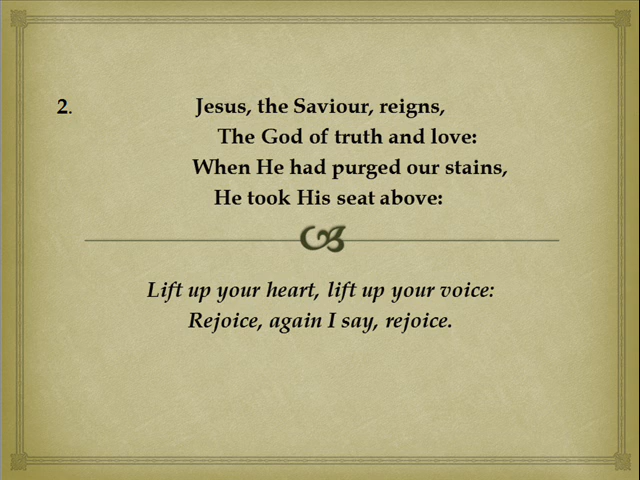 2. Jesus, the Saviour, reigns,
The God of truth and love:
When He had purged our stains,
He took His seat above:
Lift up your heart, lift up your voice:
Rejoice, again I say, rejoice.